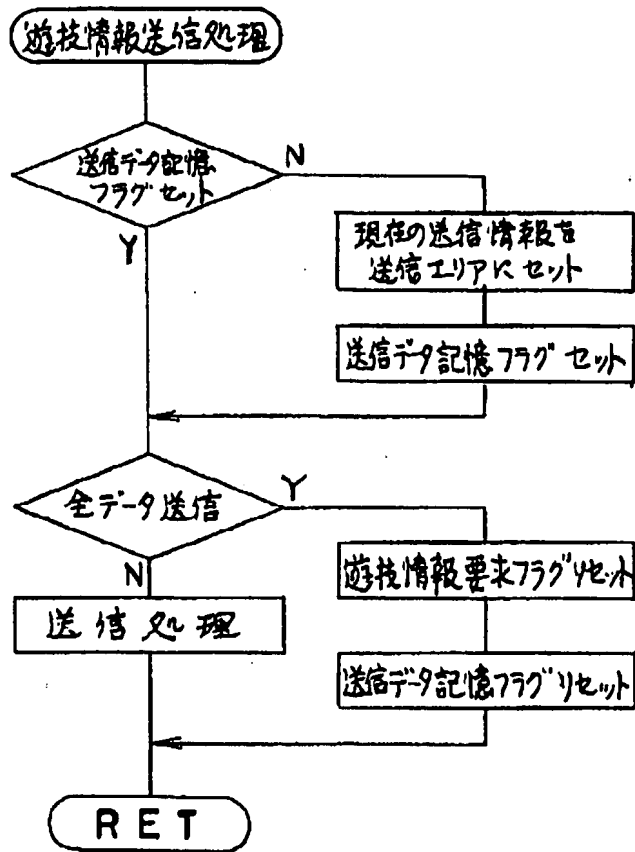 遊技情報送信処理
送信データ記憶
フラグセット
N
Y
現在の送信情報を
送信エリアにセット
送信データ記憶フラグセット
全データ送信
Y
N
遊技情報要求フラグリセット
送信処理
送信データ記憶フラグリセット
RET